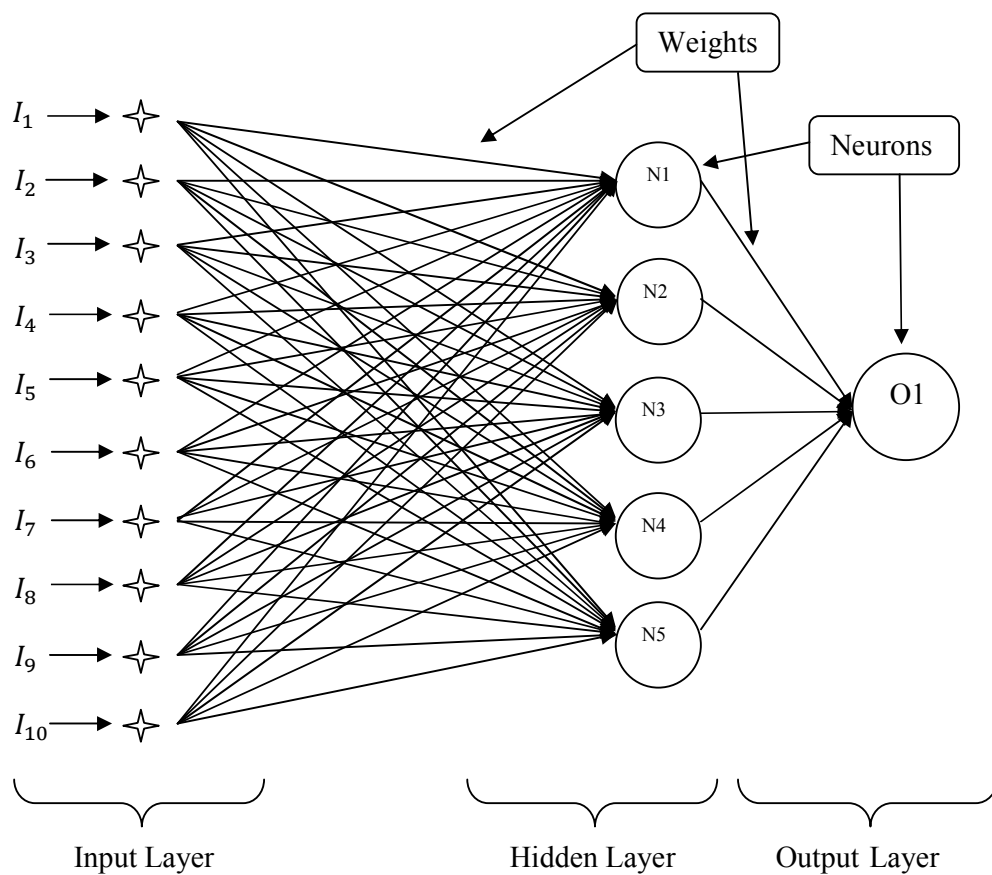 Weights
Neurons
I₁
I₂
I₃
I₄
I₅
I₆
I₇
I₈
I₉
I₁₀
N1
N2
N3
N4
N5
O1
Input Layer
Hidden Layer
Output Layer